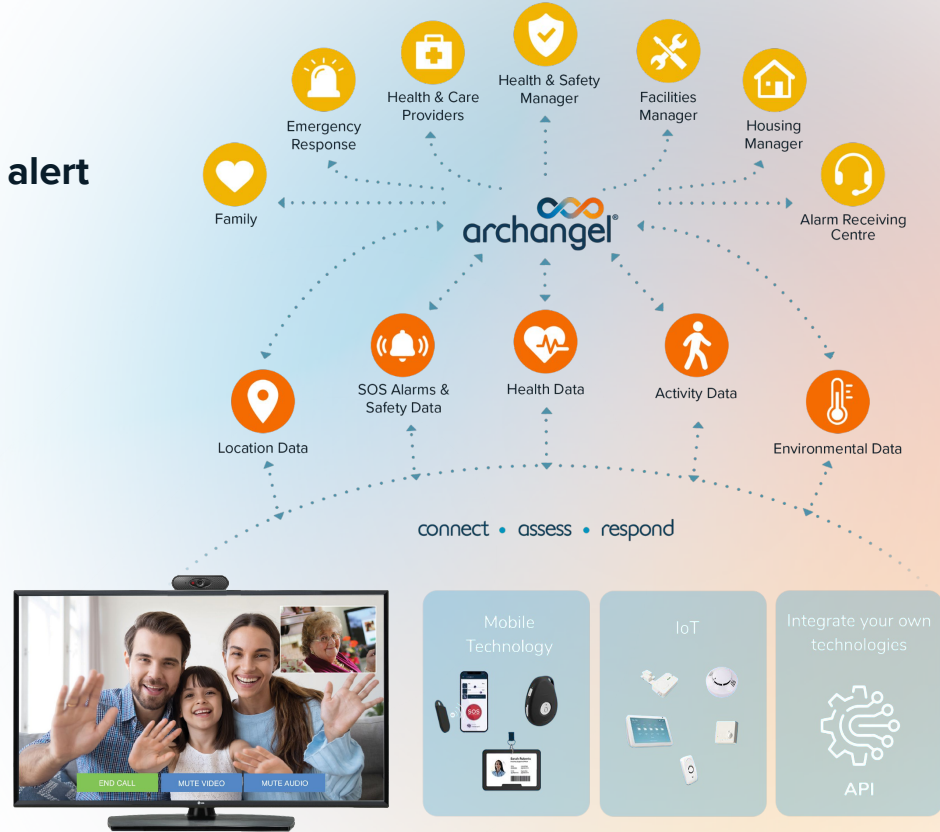 alert
Family
Emergency
Response
Health & Care
Providers
Health & Safety
Manager
Facilities
Manager
Housing
Manager
Alarm Receiving
Centre
archangel®
Location Data
SOS Alarms &
Safety Data
Health Data
Activity Data
Environmental Data
connect • assess • respond
END CALL
MUTE VIDEO
MUTE AUDIO
Mobile
Technology
SOS
IoT
Integrate your own
technologies
API